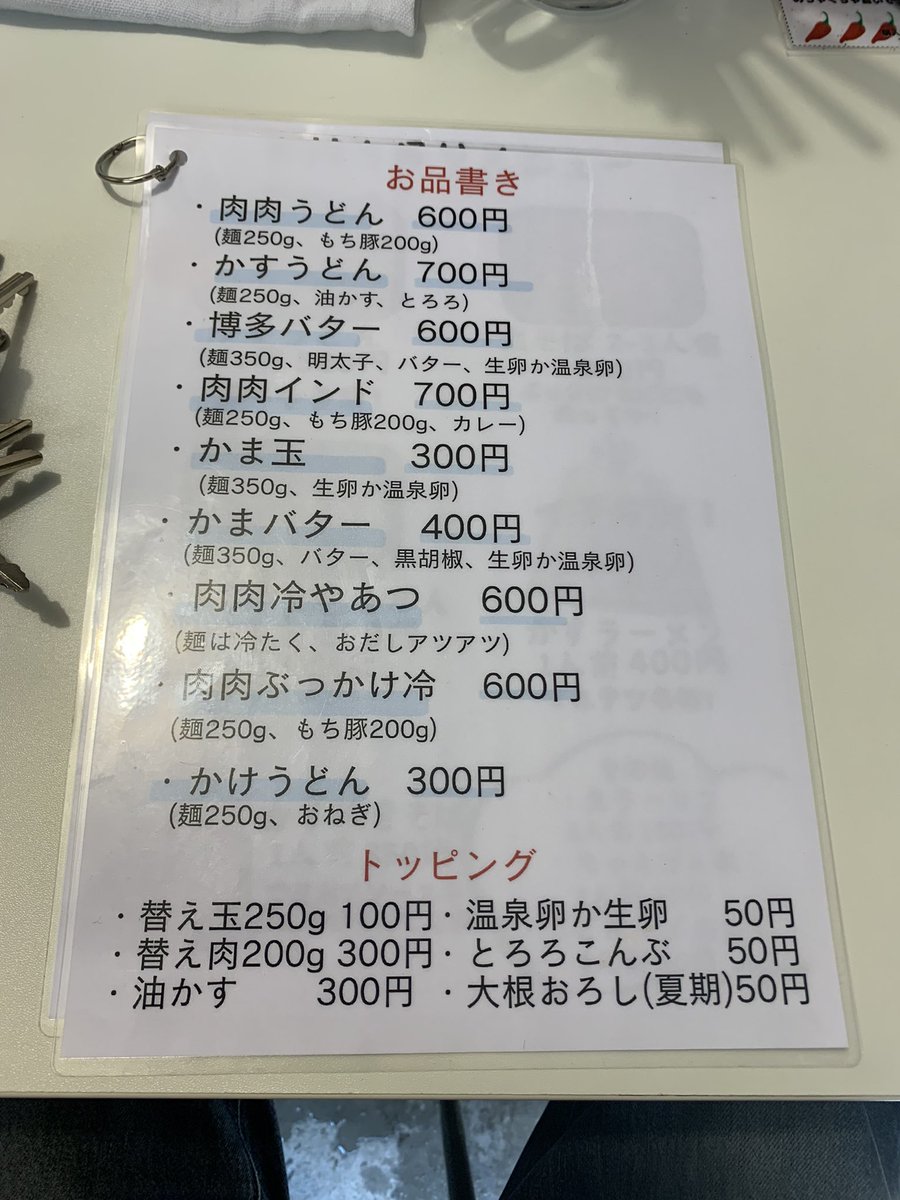 お品書き
・肉肉うどん 600円
(麺250g、もち豚200g)
・かすうどん 700円
(麺250g、油かす、とろろ)
・博多バター 600円
(麺350g、明太子、バター、生卵か温泉卵)
・肉肉インド 700円
(麺250g、もち豚200g、カレー)
・かま玉 300円
(麺350g、生卵か温泉卵)
・かまバター 400円
(麺350g、バター、黒胡椒、生卵か温泉卵)
・肉肉冷やあつ 600円
(麺は冷たく、おだしアツアツ)
・肉肉ぶっかけ冷 600円
(麺250g、もち豚200g)
・かけうどん 300円
(麺250g、おねぎ)
トッピング
・替え玉250g 100円・温泉卵か生卵 50円
・替え肉200g 300円・とろろこんぶ 50円
・油かす 300円 ・大根おろし(夏期)50円